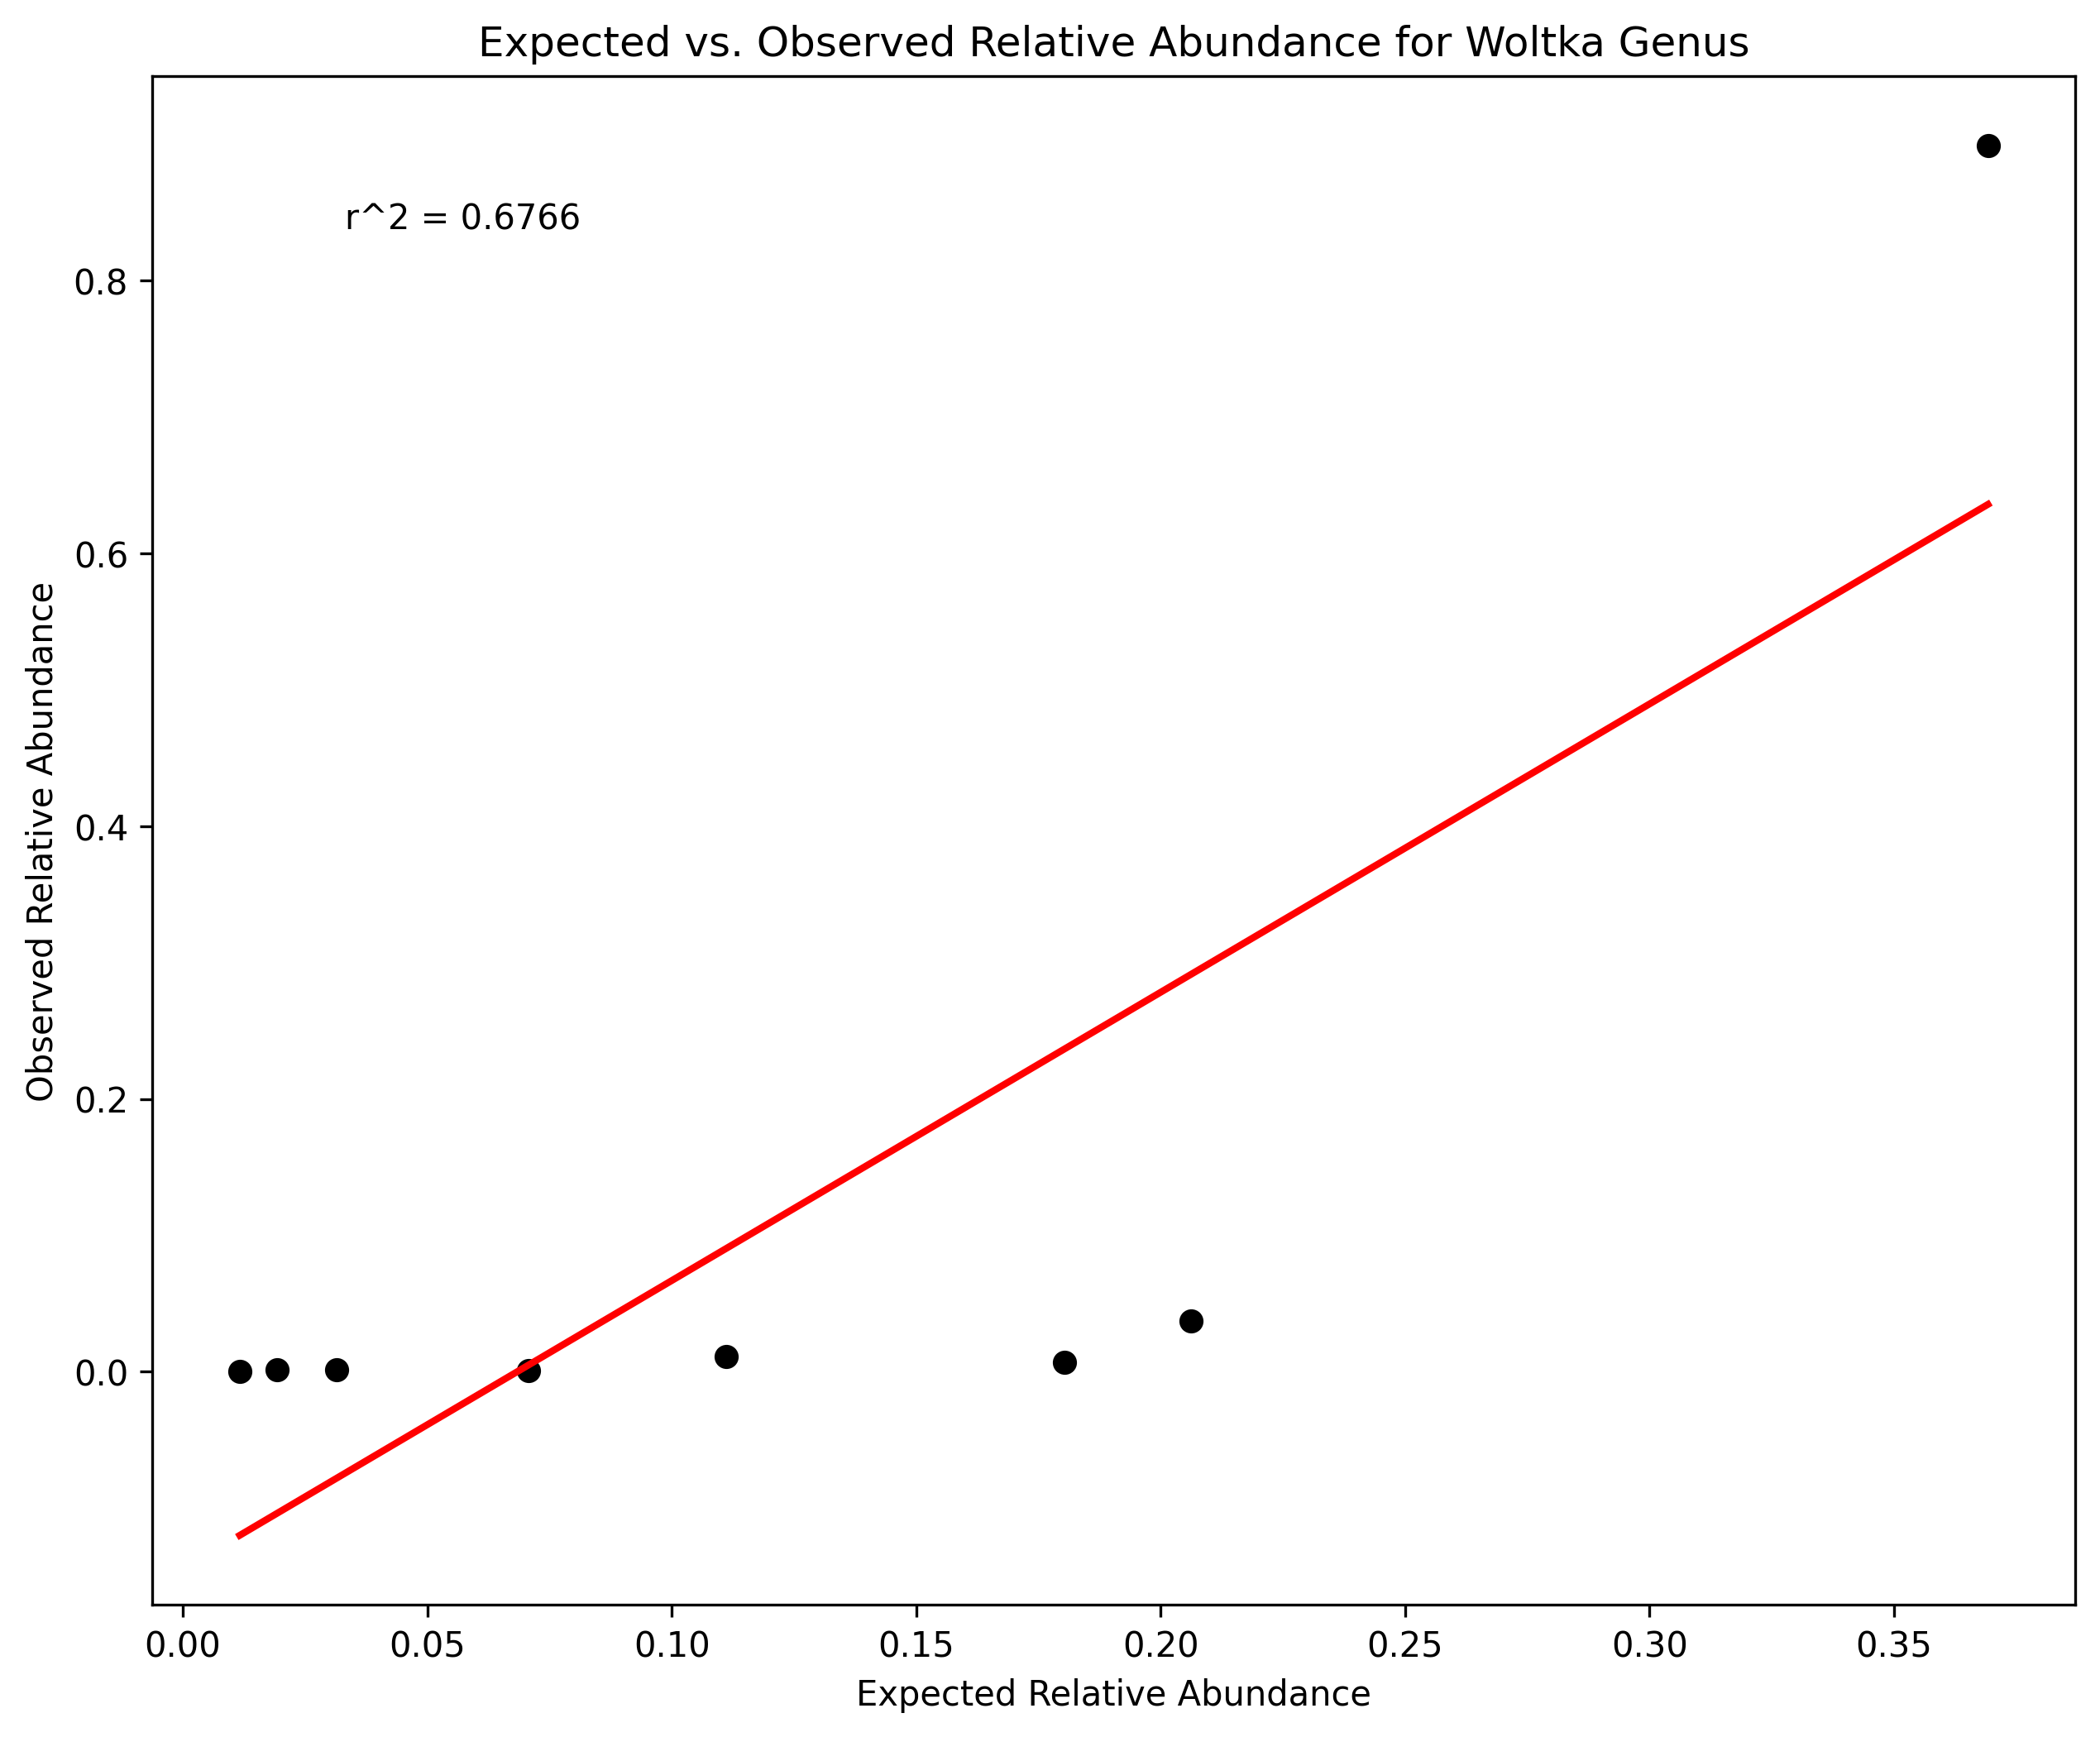 Expected vs. Observed Relative Abundance for Woltka Genus
r^2 = 0.6766
Observed Relative Abundance
0.8
0.6
0.4
0.2
0.0
0.00 0.05 0.10 0.15 0.20 0.25 0.30 0.35
Expected Relative Abundance